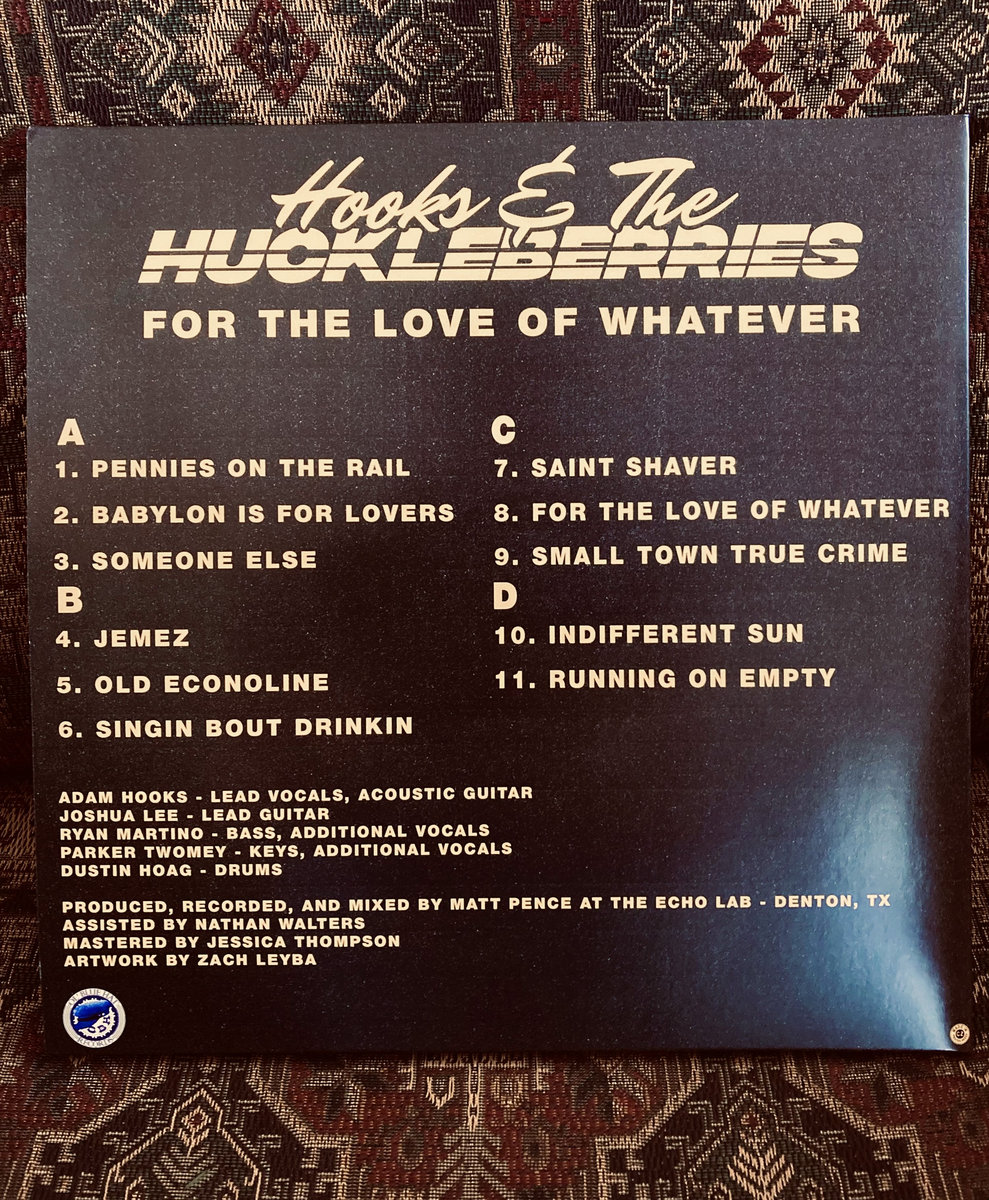 Hooks & The
HUCKLEBERRIES
FOR THE LOVE OF WHATEVER
A
1. PENNIES ON THE RAIL
2. BABYLON IS FOR LOVERS
3. SOMEONE ELSE
B
4. JEMEZ
5. OLD ECONOLINE
6. SINGIN BOUT DRINKIN
C
7. SAINT SHAVER
8. FOR THE LOVE OF WHATEVER
9. SMALL TOWN TRUE CRIME
D
10. INDIFFERENT SUN
11. RUNNING ON EMPTY
ADAM HOOKS - LEAD VOCALS, ACOUSTIC GUITAR
JOSHUA LEE - LEAD GUITAR
RYAN MARTINO - BASS, ADDITIONAL VOCALS
PARKER TWOMEY - KEYS, ADDITIONAL VOCALS
DUSTIN HOAG - DRUMS
PRODUCED, RECORDED, AND MIXED BY MATT PENCE AT THE ECHO LAB - DENTON, TX
ASSISTED BY NATHAN WALTERS
MASTERED BY JESSICA THOMPSON
ARTWORK BY ZACH LEYBA
RECORDS